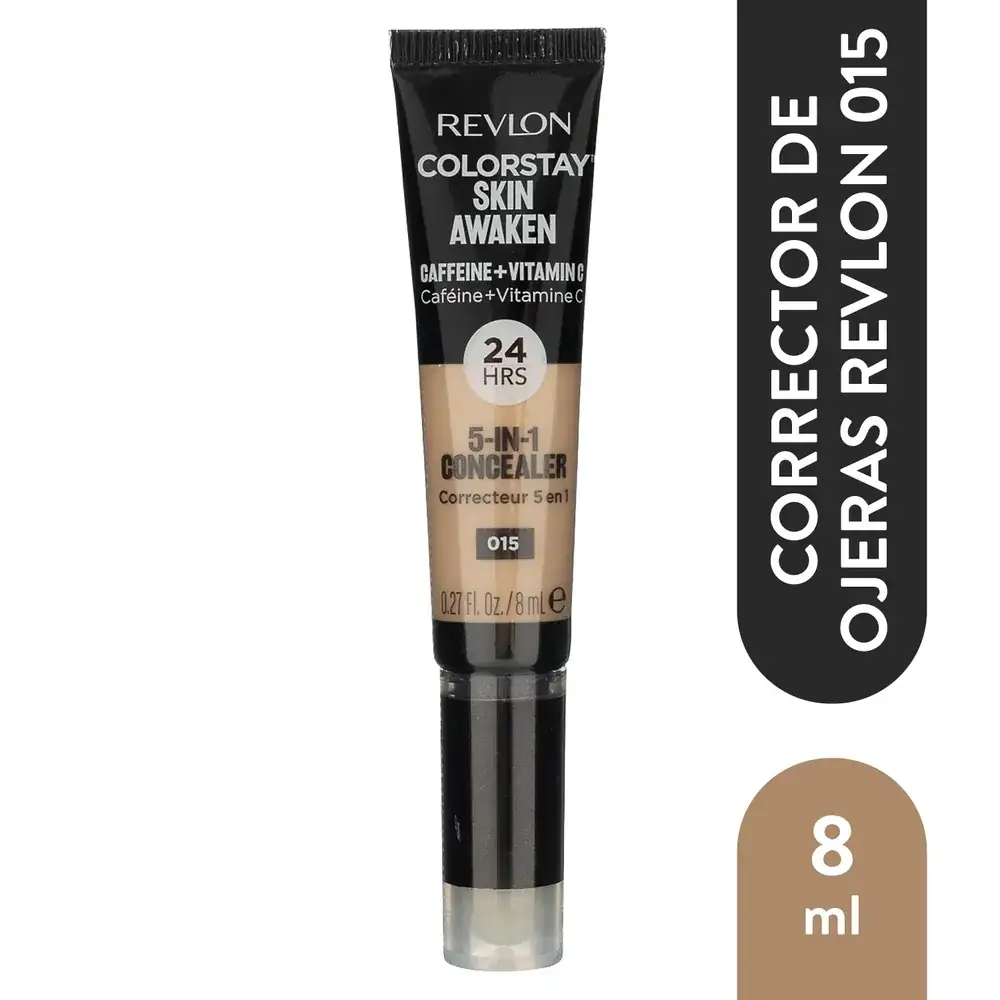 REVLON
COLORSTAY™
SKIN
AWAKEN
CAFFEINE+VITAMIN C
Caféine+Vitamine C
24
HRS
5-IN-1
CONCEALER
Correcteur 5 en 1
015
0.27 fl. Oz./8 mL ℮
CORRECTOR DE
OJERAS REVLON 015
8
ml